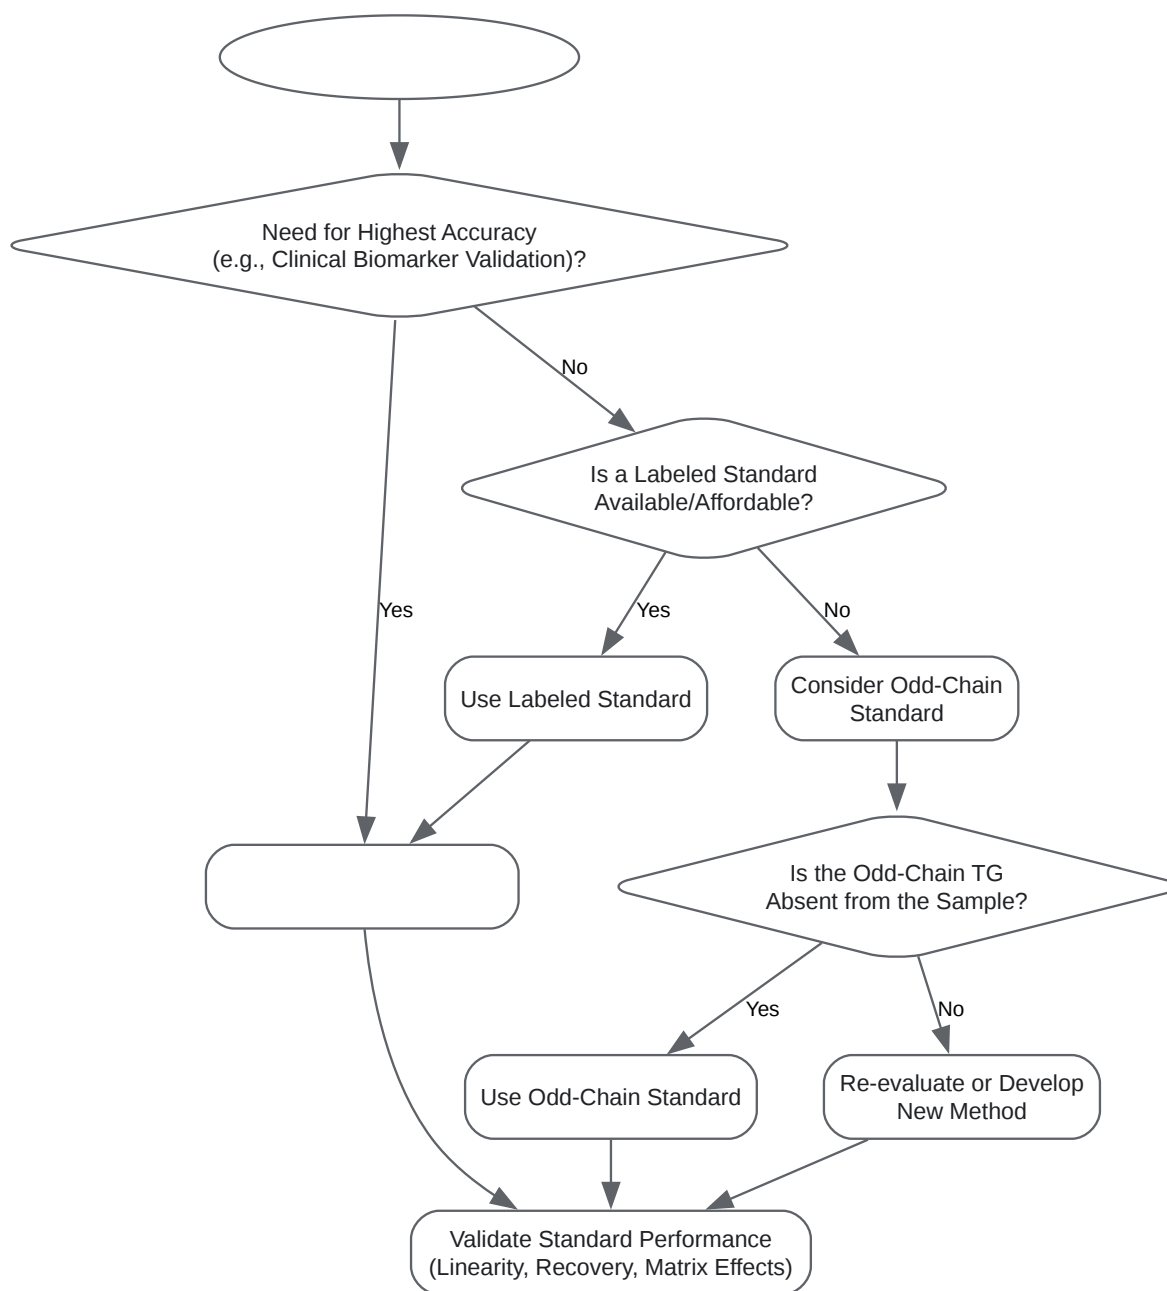 Need for Highest Accuracy
(e.g., Clinical Biomarker Validation)?
No
Is a Labeled Standard
Available/Affordable?
Yes
Yes
No
Use Labeled Standard
Consider Odd-Chain
Standard
Is the Odd-Chain TG
Absent from the Sample?
Yes
No
Use Odd-Chain Standard
Re-evaluate or Develop
New Method
Validate Standard Performance
(Linearity, Recovery, Matrix Effects)